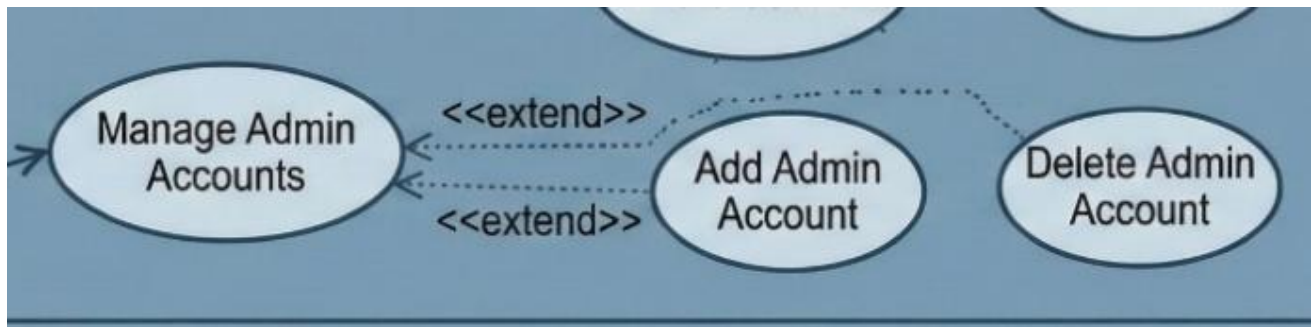 Manage Admin
Accounts
<<extend>>
<<extend>>
Add Admin
Account
Delete Admin
Account